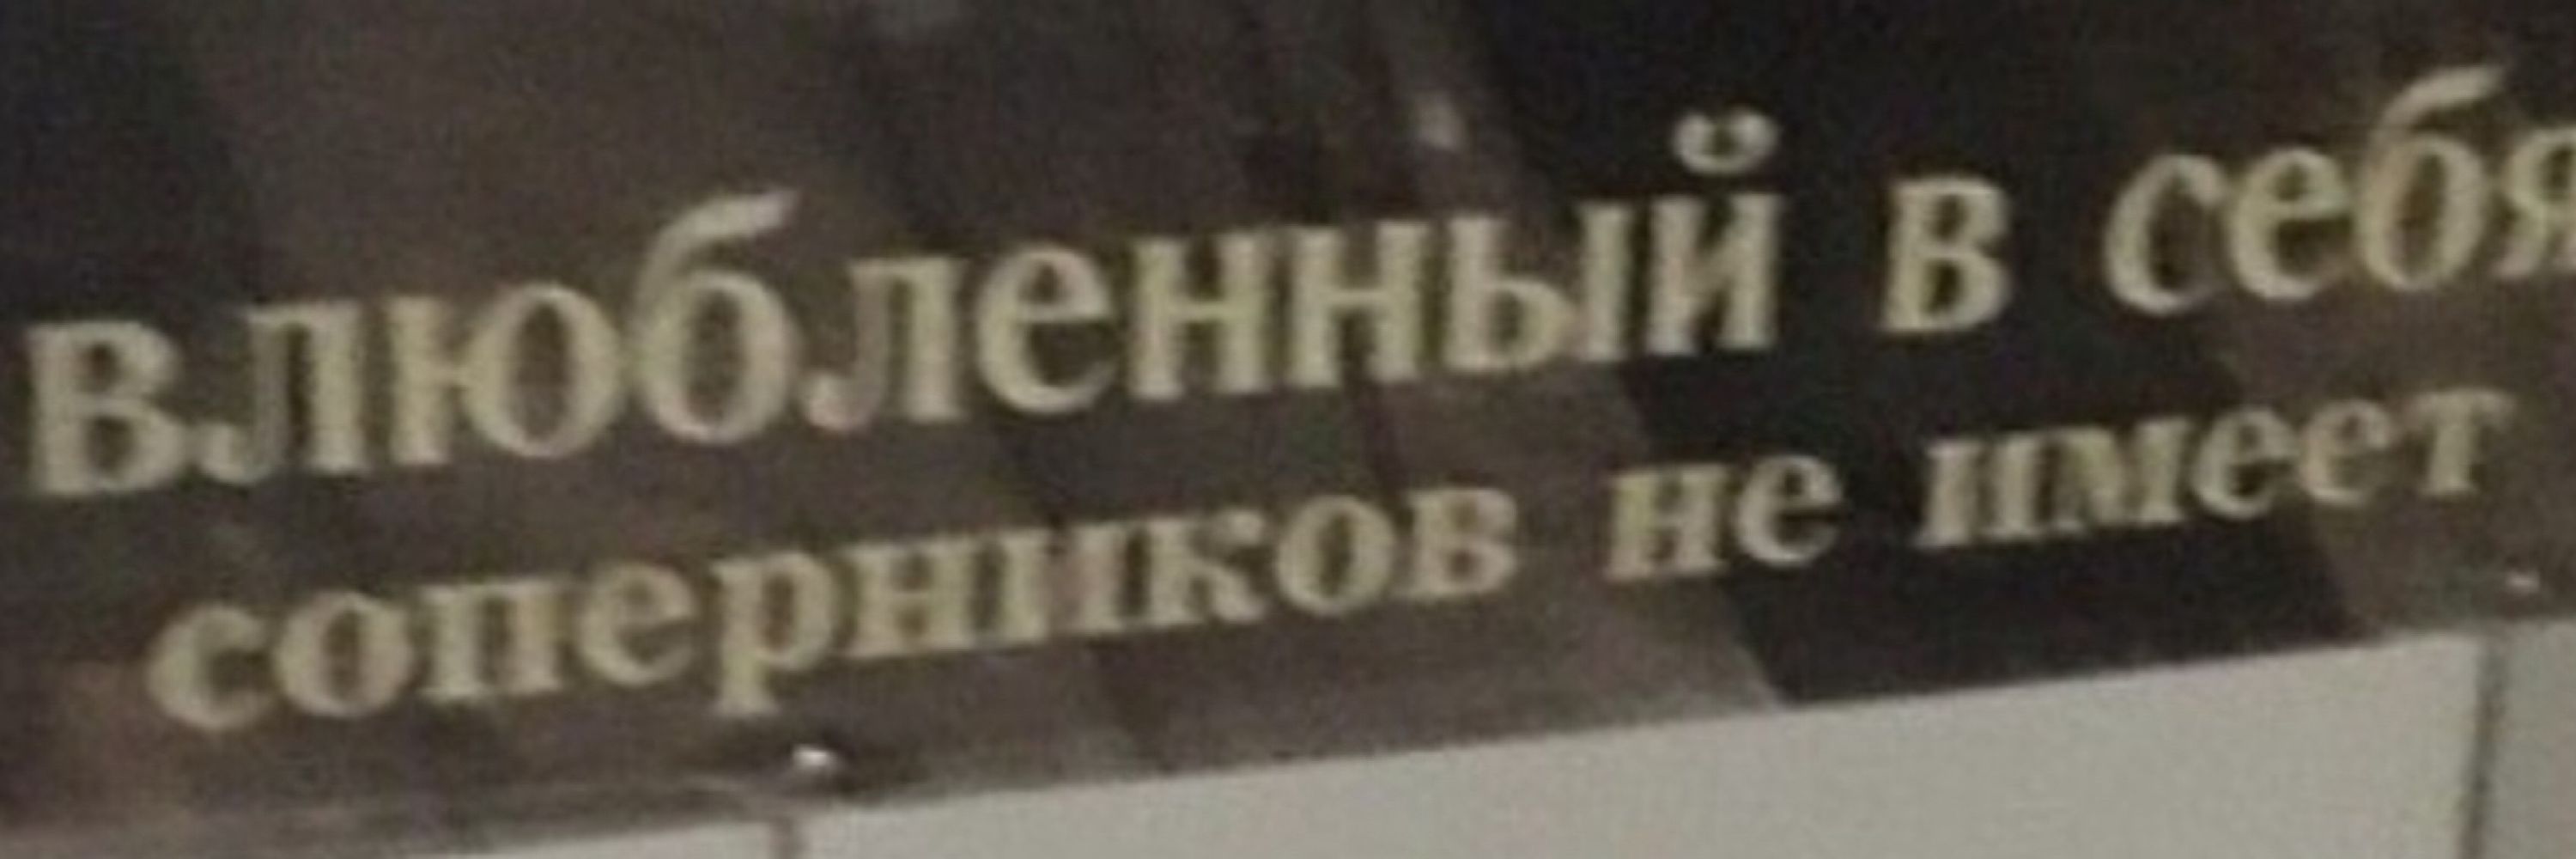 влюбленный в себя
соперников не имеет